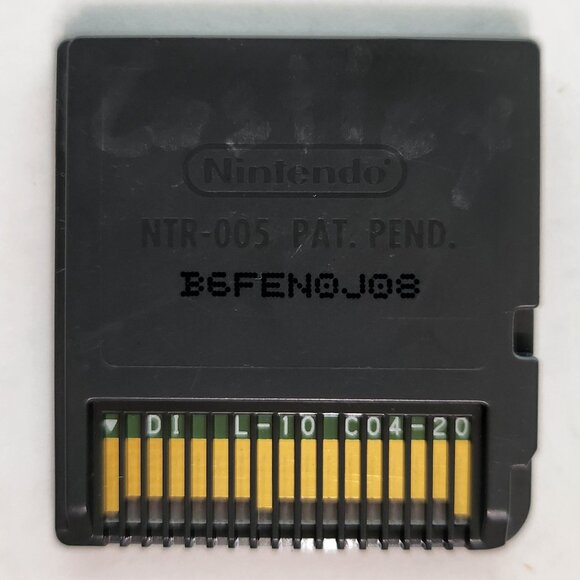 Nintendo®
NTR-005 PAT. PEND.
B6FEN0J08
▼ DI L-10 C04-20